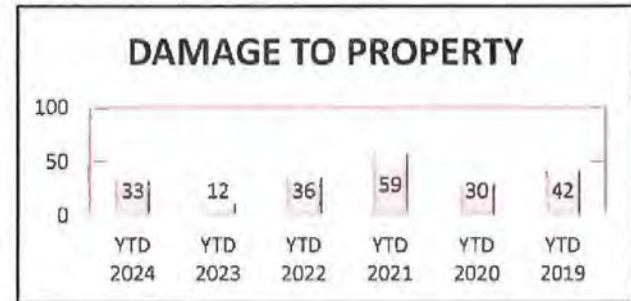 DAMAGE TO PROPERTY
100
50
0
33 12 36 59 30 42
YTD YTD YTD YTD YTD YTD
2024 2023 2022 2021 2020 2019